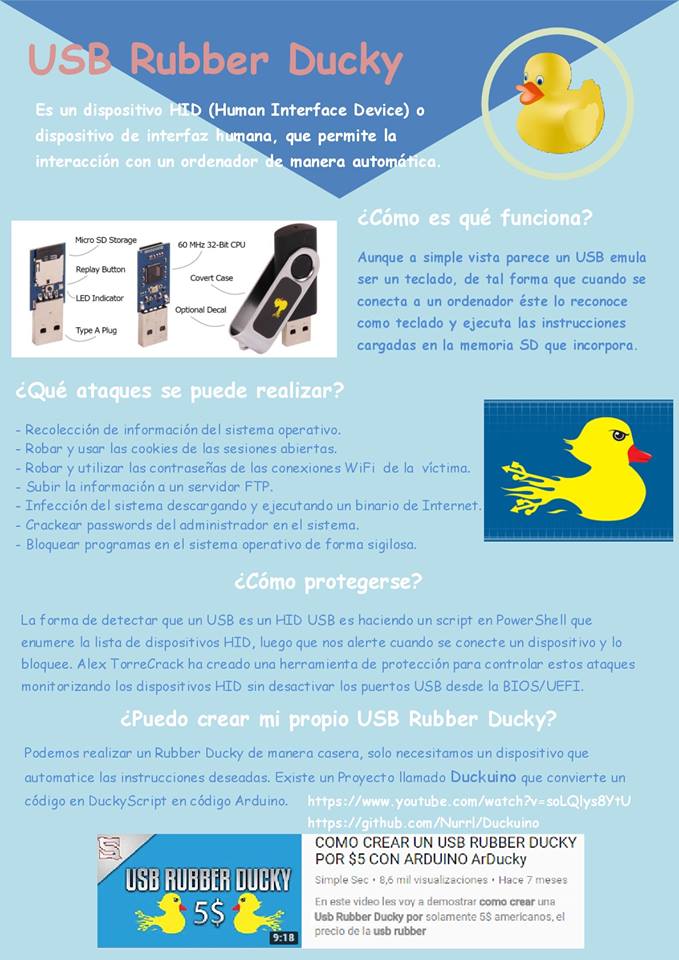 USB Rubber Ducky
Es un dispositivo HID (Human Interface Device) o
dispositivo de interfaz humana, que permite la
interacción con un ordenador de manera automática.
Micro SD Storage
Replay Button
LED Indicator
Type A Plug
60 MHz 32-Bit CPU
Covert Case
Optional Decal
¿Cómo es qué funciona?
Aunque a simple vista parece un USB emula
ser un teclado, de tal forma que cuando se
conecta a un ordenador éste lo reconoce
como teclado y ejecuta las instrucciones
cargadas en la memoria SD que incorpora.
¿Qué ataques se puede realizar?
- Recolección de información del sistema operativo.
- Robar y usar las cookies de las sesiones abiertas.
- Robar y utilizar las contraseñas de las conexiones WiFi de la víctima.
- Subir la información a un servidor FTP.
- Infección del sistema descargando y ejecutando un binario de Internet.
- Crackear passwords del administrador en el sistema.
- Bloquear programas en el sistema operativo de forma sigilosa.
¿Cómo protegerse?
La forma de detectar que un USB es un HID USB es haciendo un script en PowerShell que
enumere la lista de dispositivos HID, luego que nos alerte cuando se conecte un dispositivo y lo
bloquee. Alex TorreCrack ha creado una herramienta de protección para controlar estos ataques
monitorizando los dispositivos HID sin desactivar los puertos USB desde la BIOS/UEFI.
¿Puedo crear mi propio USB Rubber Ducky?
Podemos realizar un Rubber Ducky de manera casera, solo necesitamos un dispositivo que
automatice las instrucciones deseadas. Existe un Proyecto llamado Duckuino que convierte un
código en DuckyScript en código Arduino. https://www.youtube.com/watch?v=soLQlys8YtU
https://github.com/Nurrl/Duckuino
USB RUBBER DUCKY
5$
9:18
COMO CREAR UN USB RUBBER DUCKY
POR $5 CON ARDUINO ArDucky
Simple Sec • 8,6 mil visualizaciones • Hace 7 meses
En este video les voy a demostrar como crear una
Usb Rubber Ducky por solamente 5$ americanos, el
precio de la usb rubber